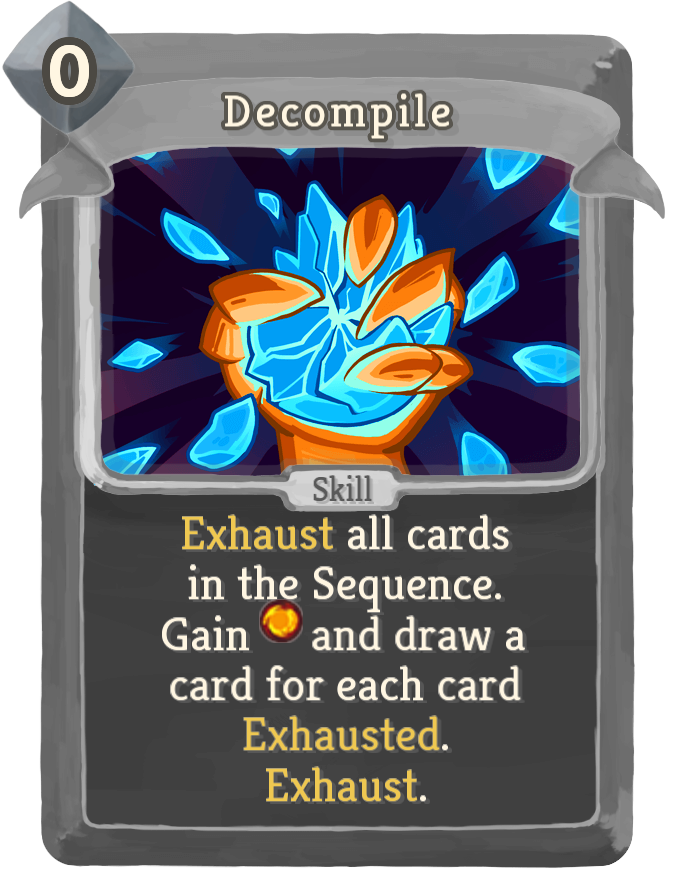 0
Decompile
Skill
Exhaust all cards
in the Sequence.
Gain and draw a
card for each card
Exhausted.
Exhaust.